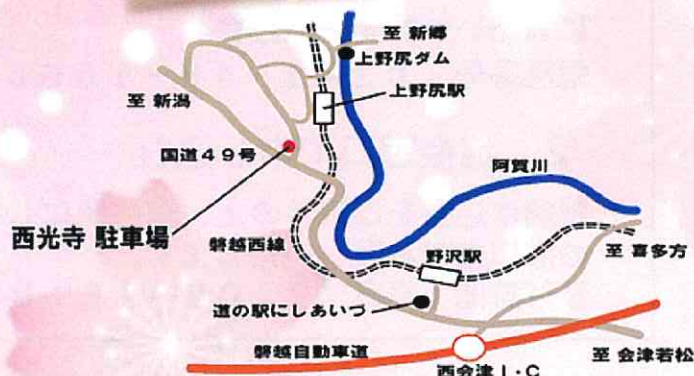 至 新郷
上野尻ダム
至 新潟
上野尻駅
国道49号
阿賀川
西光寺 駐車場
磐越西線
野沢駅
至 喜多方
道の駅にしあいづ
磐越自動車道
至 会津若松
西会津I・C